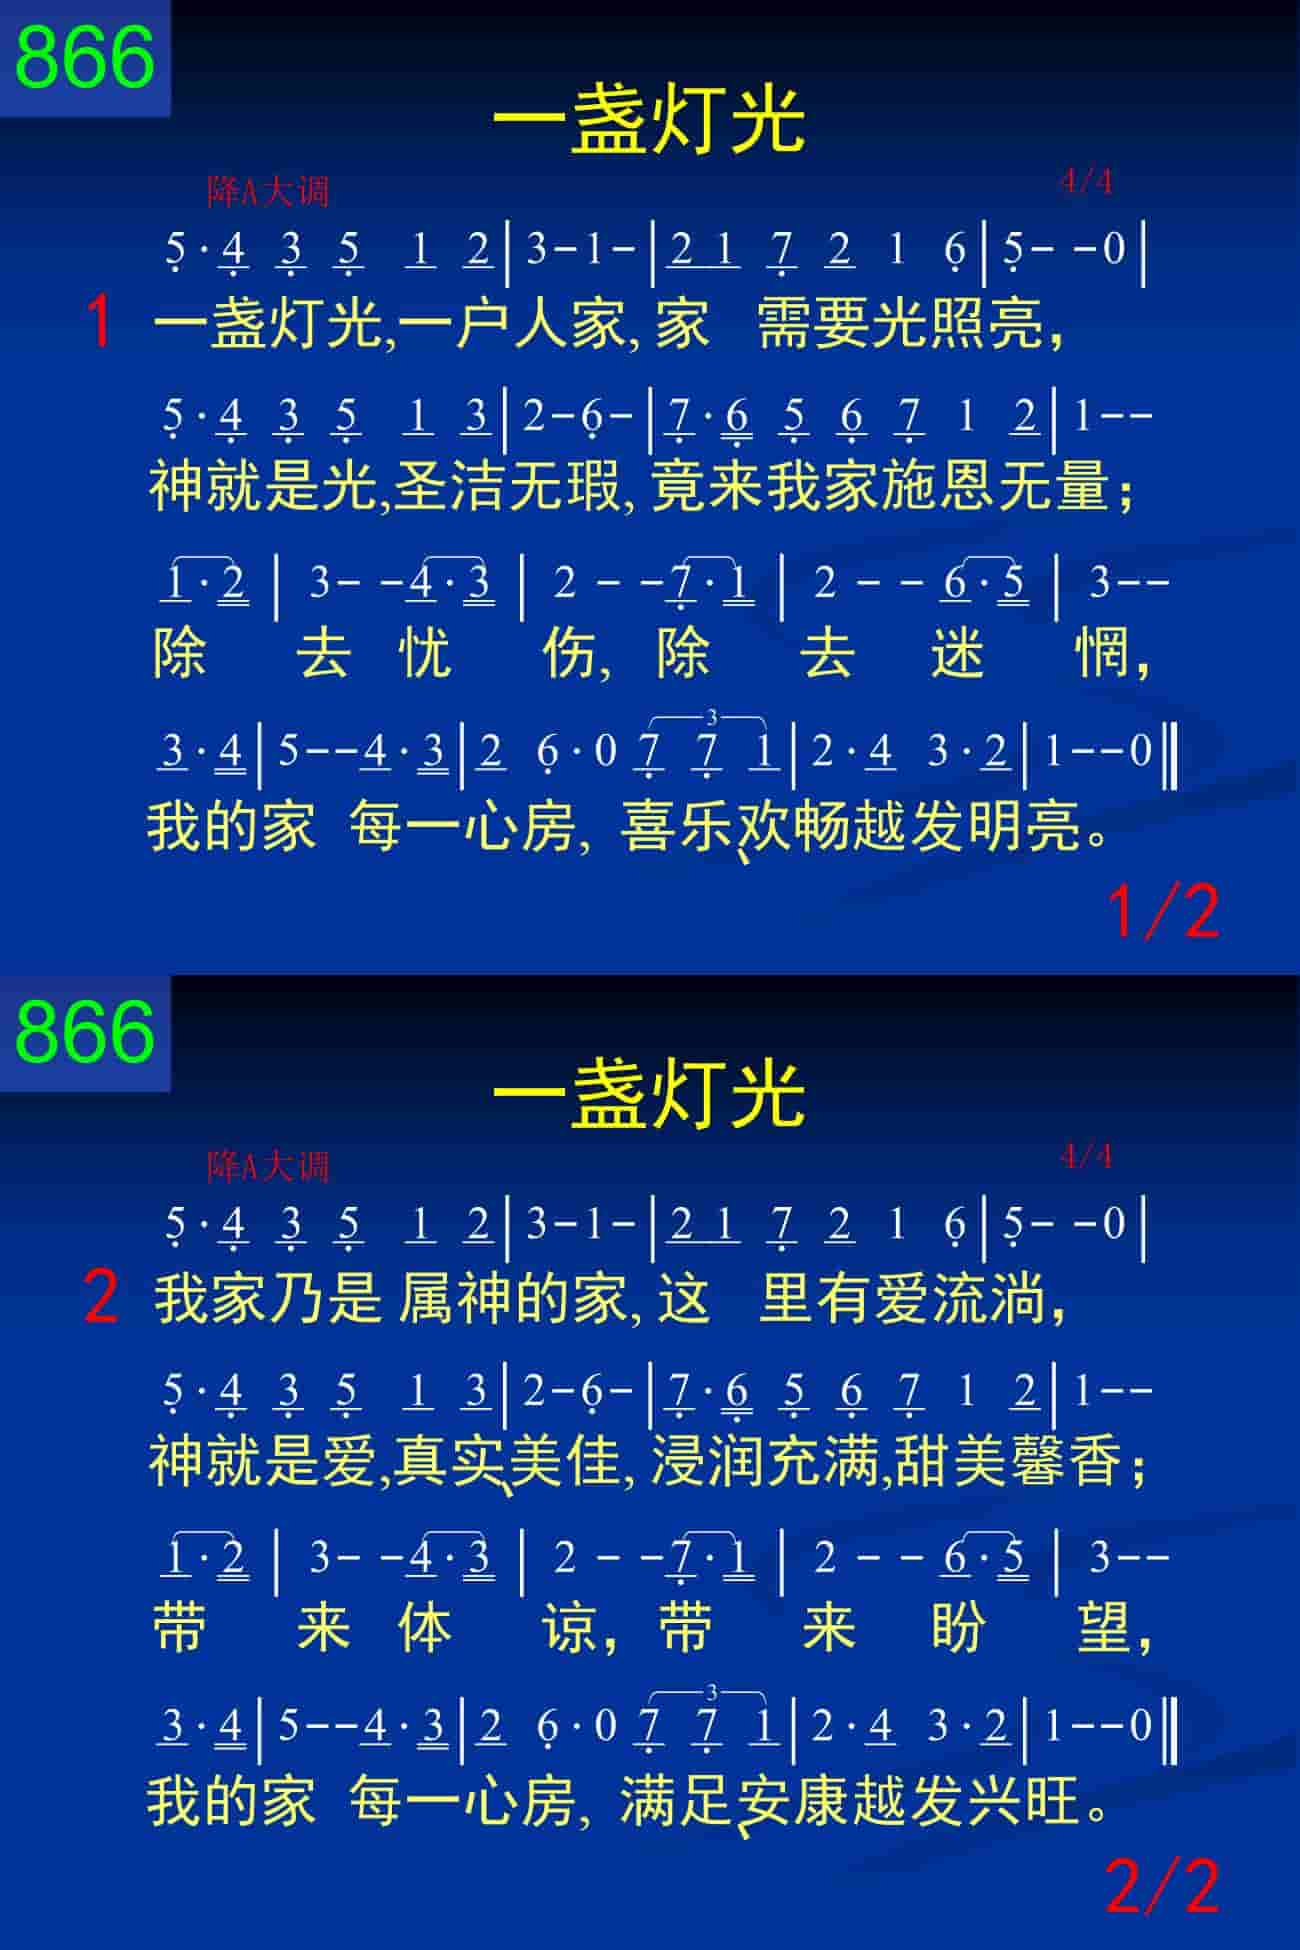 866
一盏灯光
降A大调 4/4
5·4 3 5 1 2|3-1-|2 1 7 2 1 6|5- -0|
1 一盏灯光,一户人家,家 需要光照亮,
5·4 3 5 1 3|2-6-|7·6 5 6 7 1 2|1--
神就是光,圣洁无瑕,竟来我家施恩无量;
1·2 | 3- -4·3 | 2 - -7·1 | 2 - - 6·5 | 3--
除 去 忧 伤, 除 去 迷 惘,
3
3·4|5--4·3|2 6·0 7 7 1|2·4 3·2|1--0‖
我的家 每一心房, 喜乐、欢畅越发明亮。
1/2
866
一盏灯光
降A大调 4/4
5·4 3 5 1 2|3-1-|2 1 7 2 1 6|5- -0|
2 我家乃是 属神的家,这 里有爱流淌,
5·4 3 5 1 3|2-6-|7·6 5 6 7 1 2|1--
神就是爱,真实、美佳,浸润充满,甜美馨香;
1·2 | 3- -4·3 | 2 - -7·1 | 2 - - 6·5 | 3--
带 来 体 谅, 带 来 盼 望,
3
3·4|5--4·3|2 6·0 7 7 1|2·4 3·2|1--0‖
我的家 每一心房, 满足、安康越发兴旺。
2/2